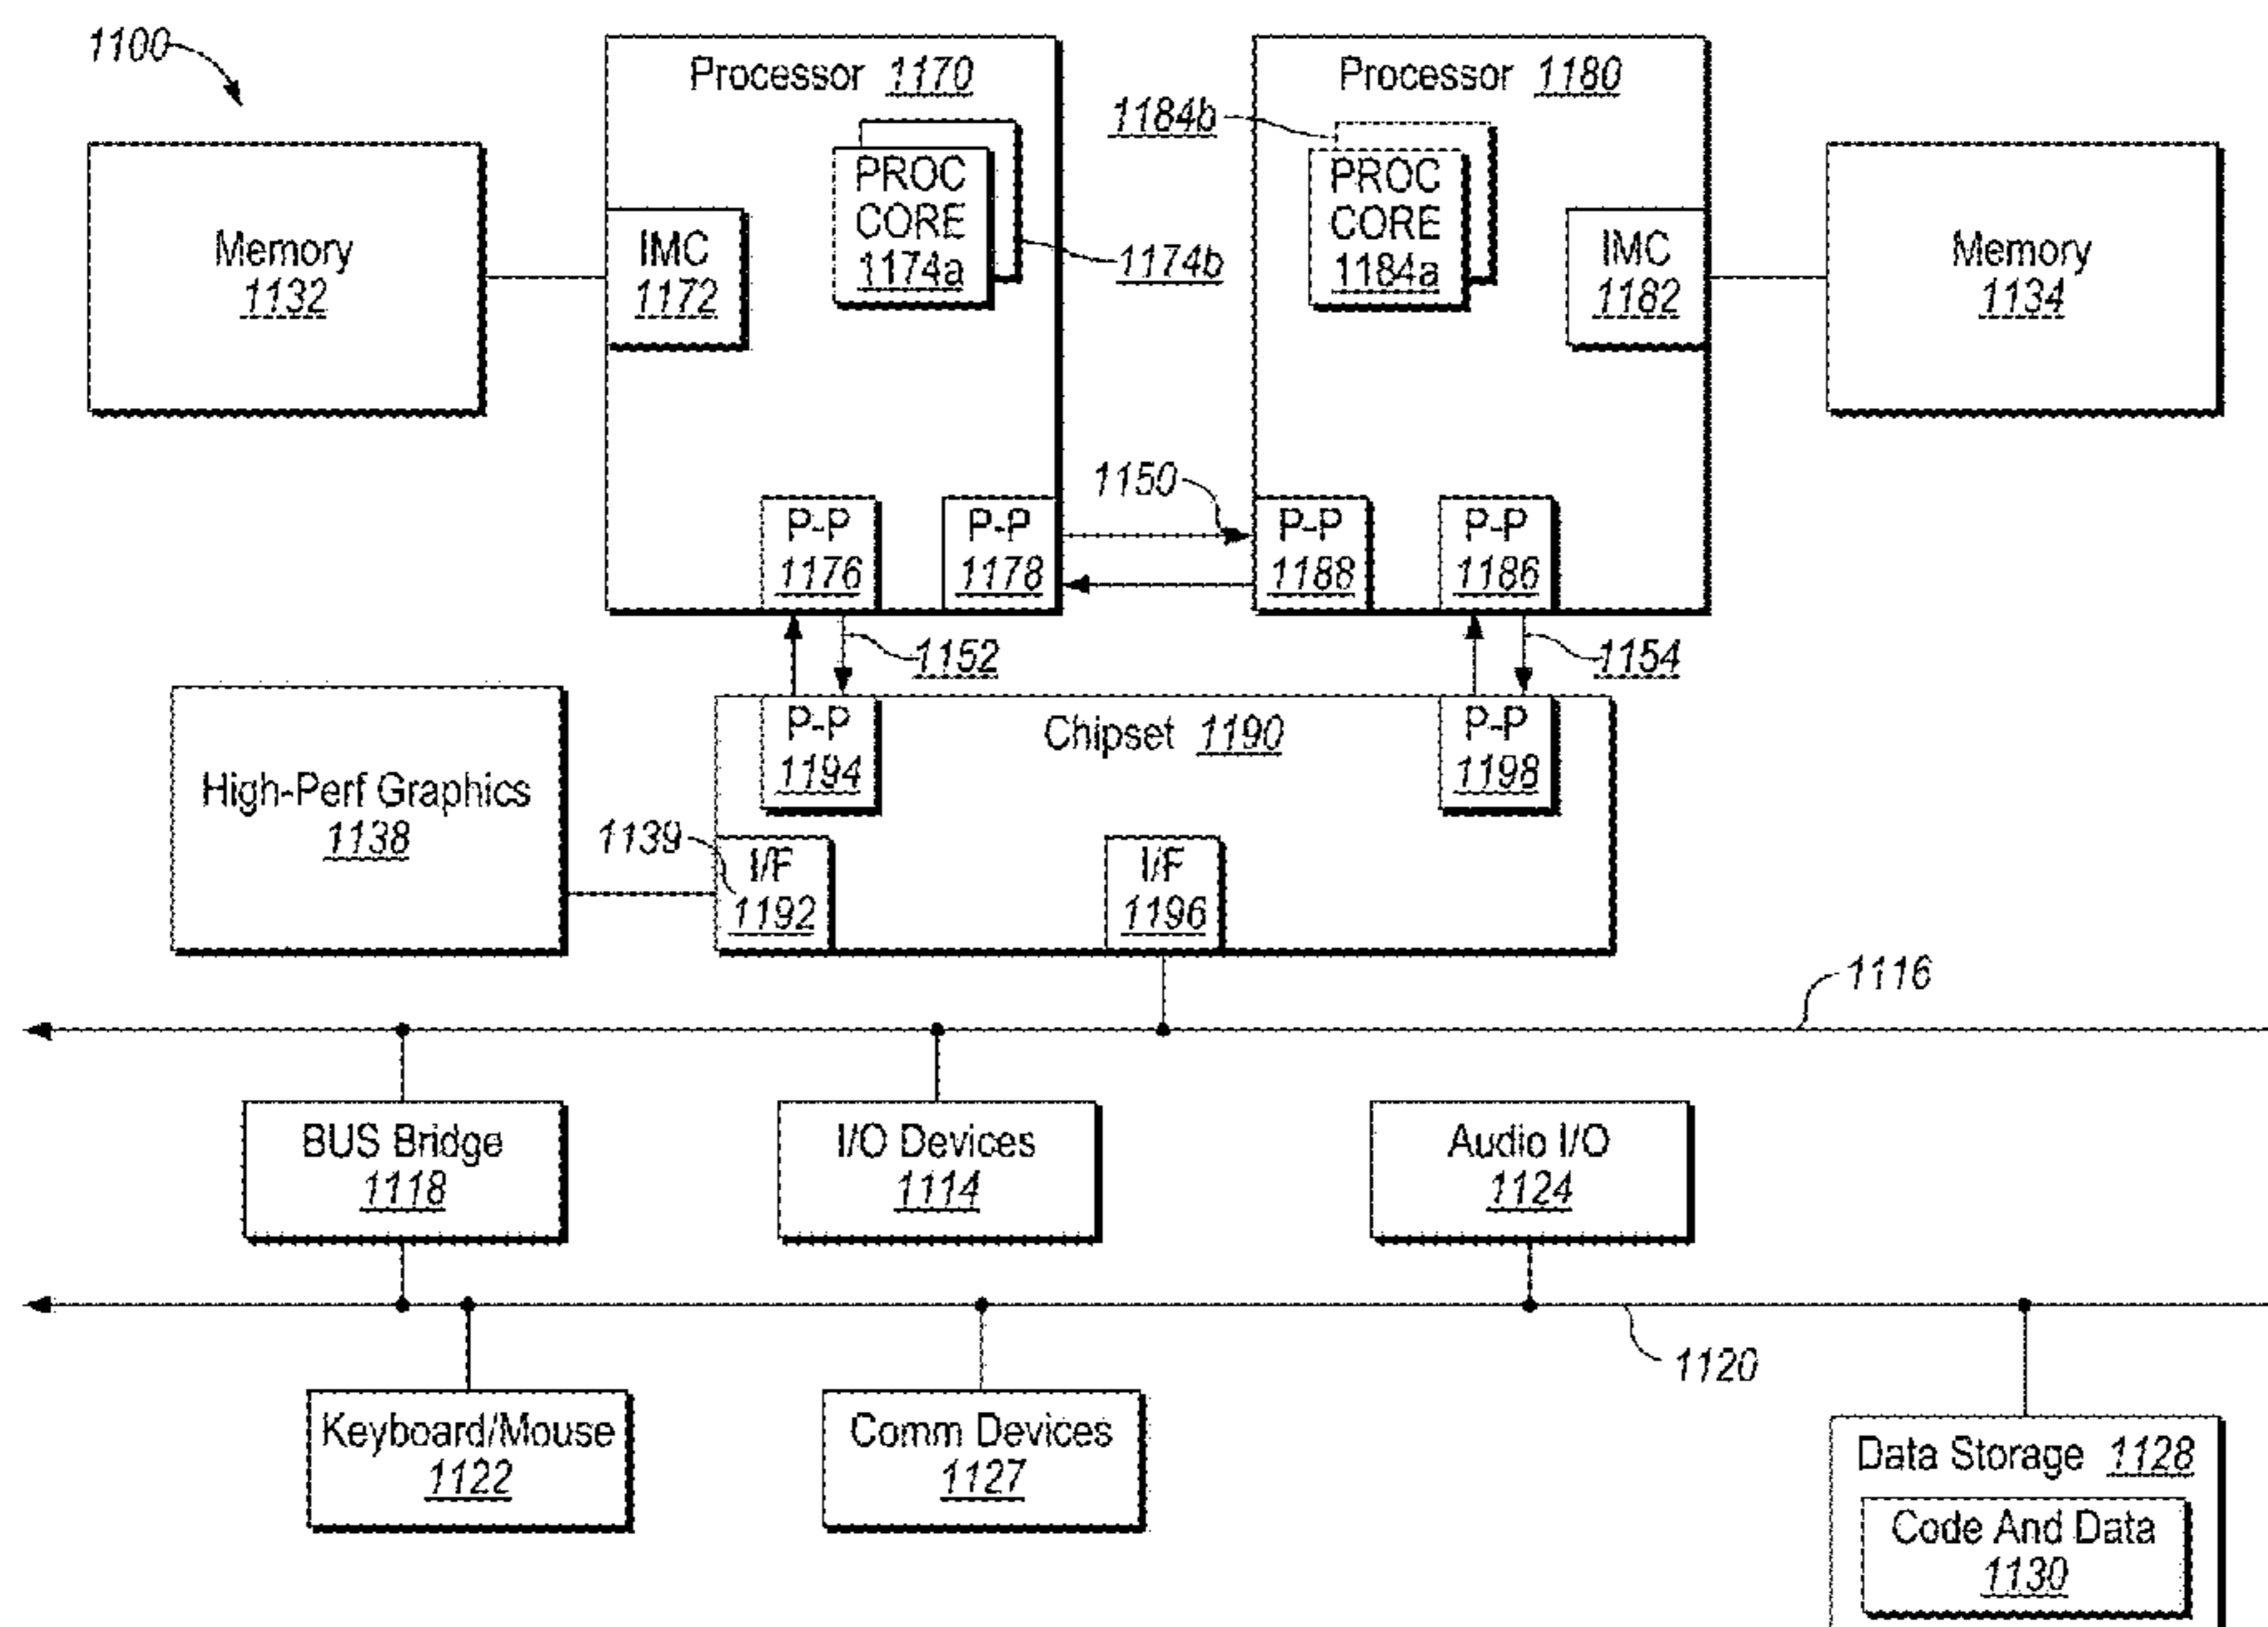 1100
Processor 1170
PROC
CORE
1174a
1174b
IMC
1172
Memory
1132
P-P
1176
P-P
1178
1150
Processor 1180
1184b
PROC
CORE
1184a
IMC
1182
Memory
1134
P-P
1188
P-P
1186
1152
1154
High-Perf Graphics
1138
Chipset 1190
P-P
1194
P-P
1198
1139
I/F
1192
I/F
1196
1116
BUS Bridge
1118
I/O Devices
1114
Audio I/O
1124
1120
Keyboard/Mouse
1122
Comm Devices
1127
Data Storage 1128
Code And Data
1130